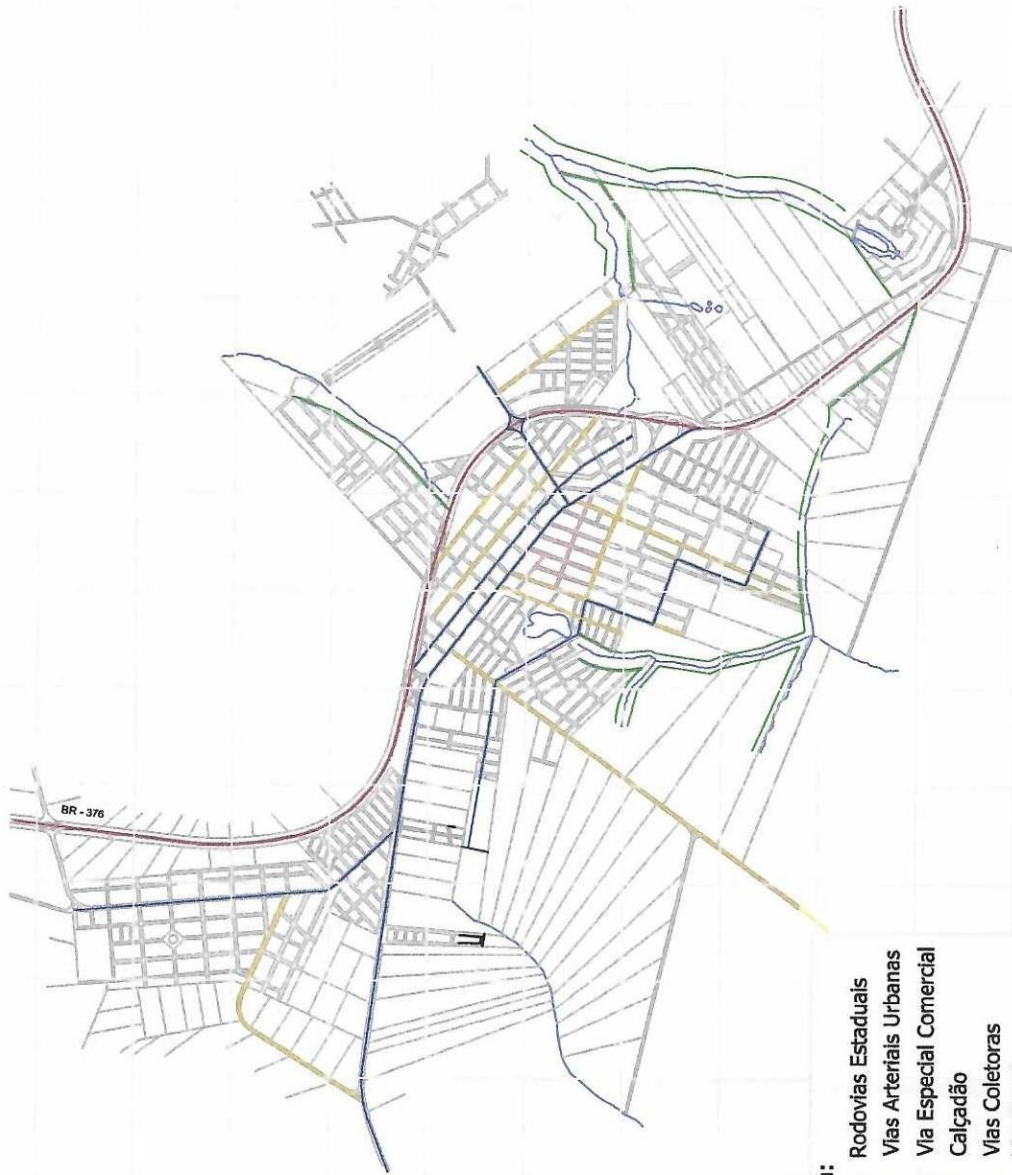 BR - 376
Rodovias Estaduais
Vias Arteriais Urbanas
Via Especial Comercial
Calçadão
Vias Coletoras